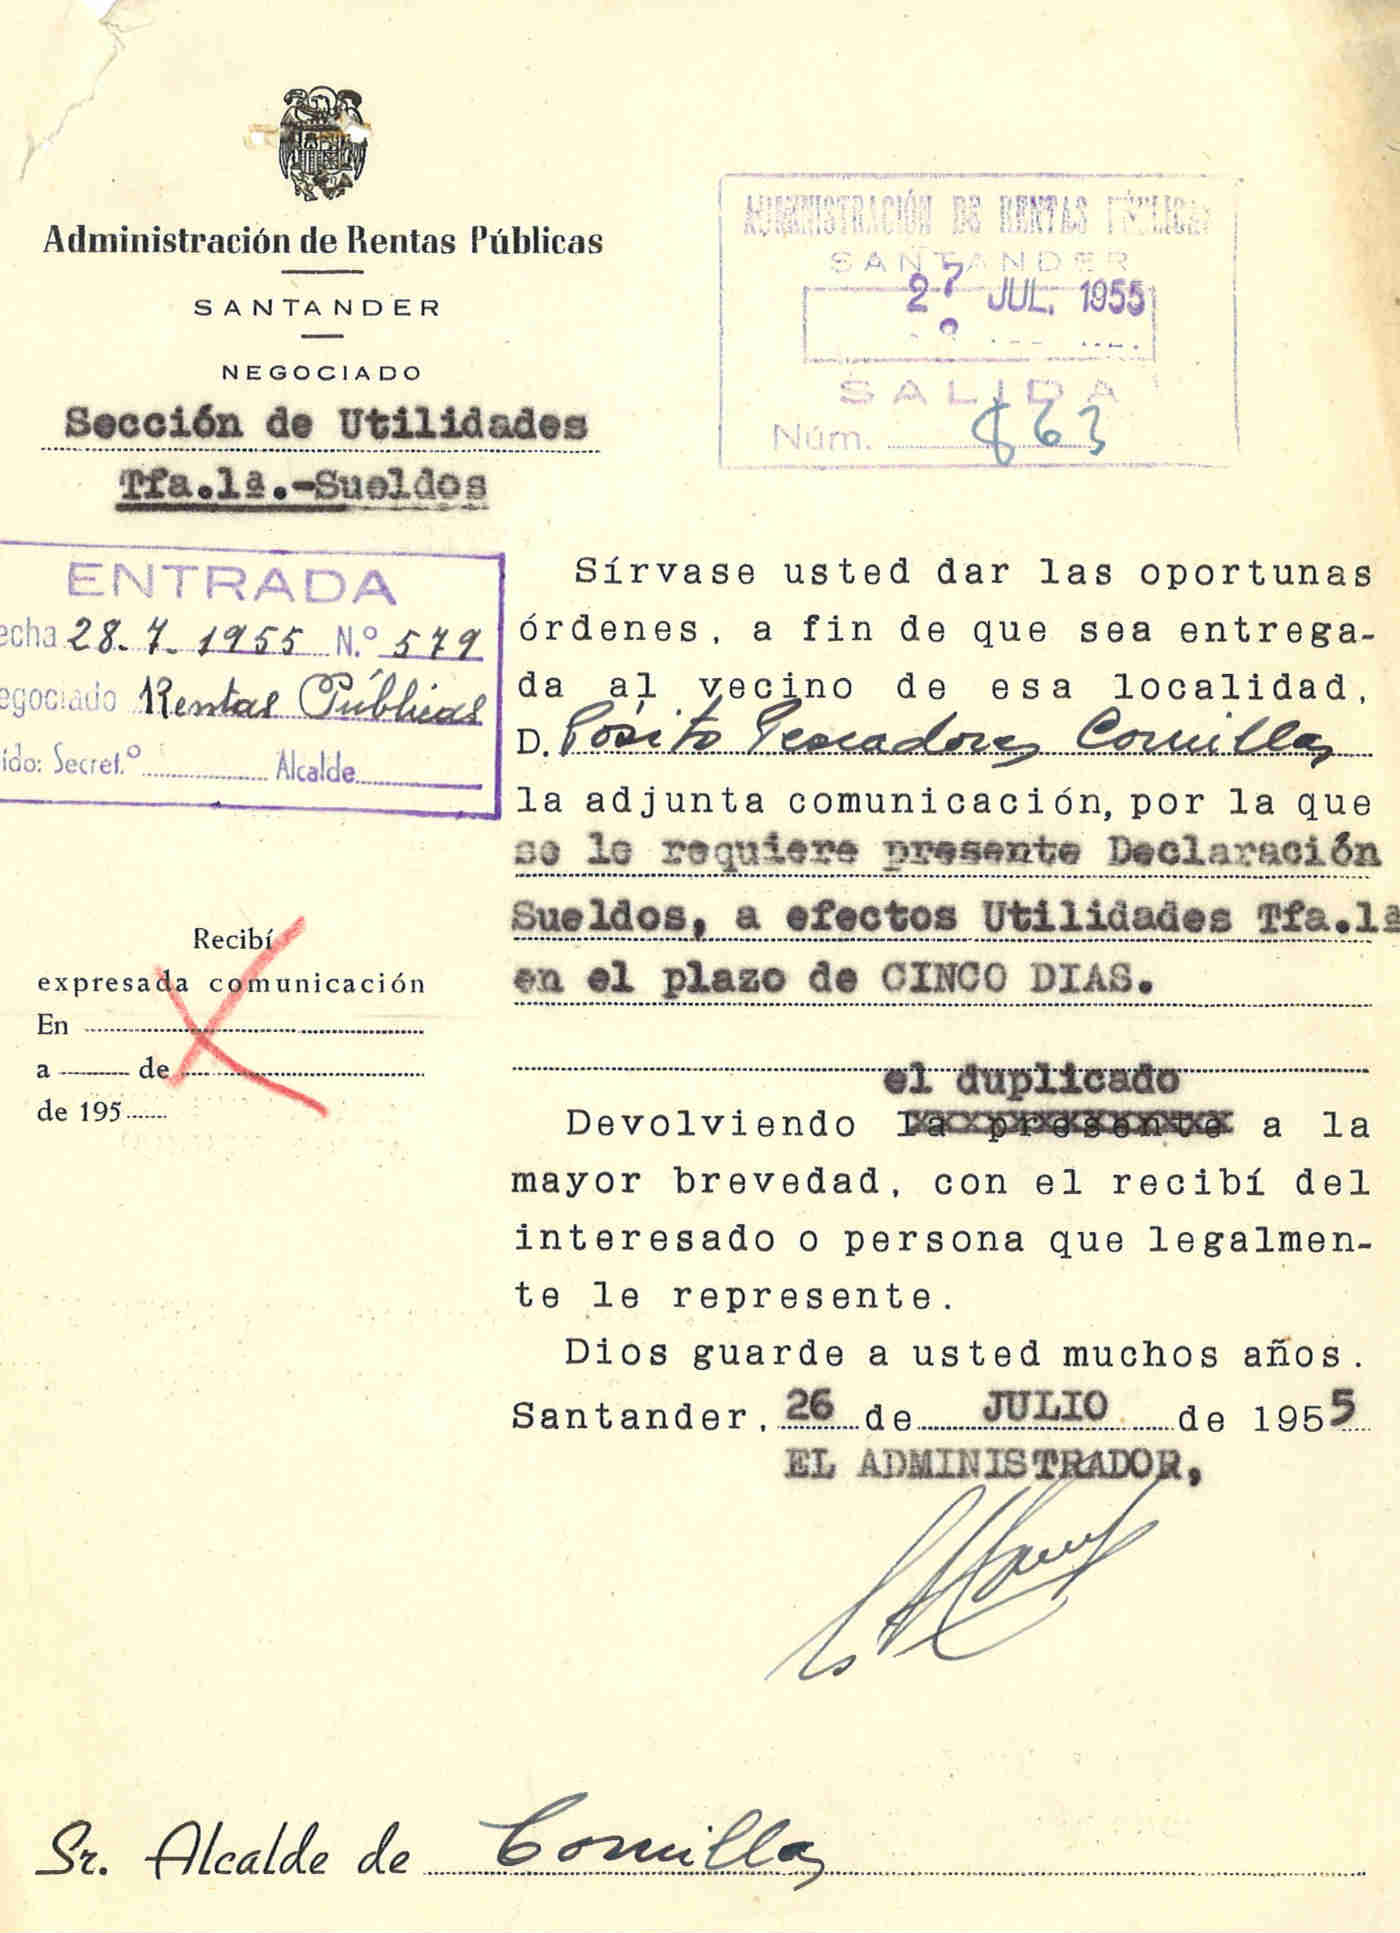 Administración de Rentas Públicas
SANTANDER
NEGOCIADO
Sección de Utilidades
Tfa.1ª.-Sueldos
ADMINISTRACIÓN DE RENTAS PÚBLICAS
SANTANDER
27 JUL. 1955
SALIDA
Núm. 863
ENTRADA
echa 28.7.1955 N.º 579
egociado Rentas Públicas
ido: Secret.º Alcalde
Sírvase usted dar las oportunas
órdenes, a fin de que sea entrega-
da al vecino de esa localidad,
D. Pósito Pescadores Comillas
la adjunta comunicación, por la que
se le requiere presente Declaración
Sueldos, a efectos Utilidades Tfa.1ª
en el plazo de CINCO DIAS.
Recibí
expresada comunicación
En
a de
de 195
el duplicado
Devolviendo la presente a la
mayor brevedad, con el recibí del
interesado o persona que legalmen-
te le represente.
Dios guarde a usted muchos años.
Santander, 26 de JULIO de 1955
EL ADMINISTRADOR,
Sr. Alcalde de Comillas